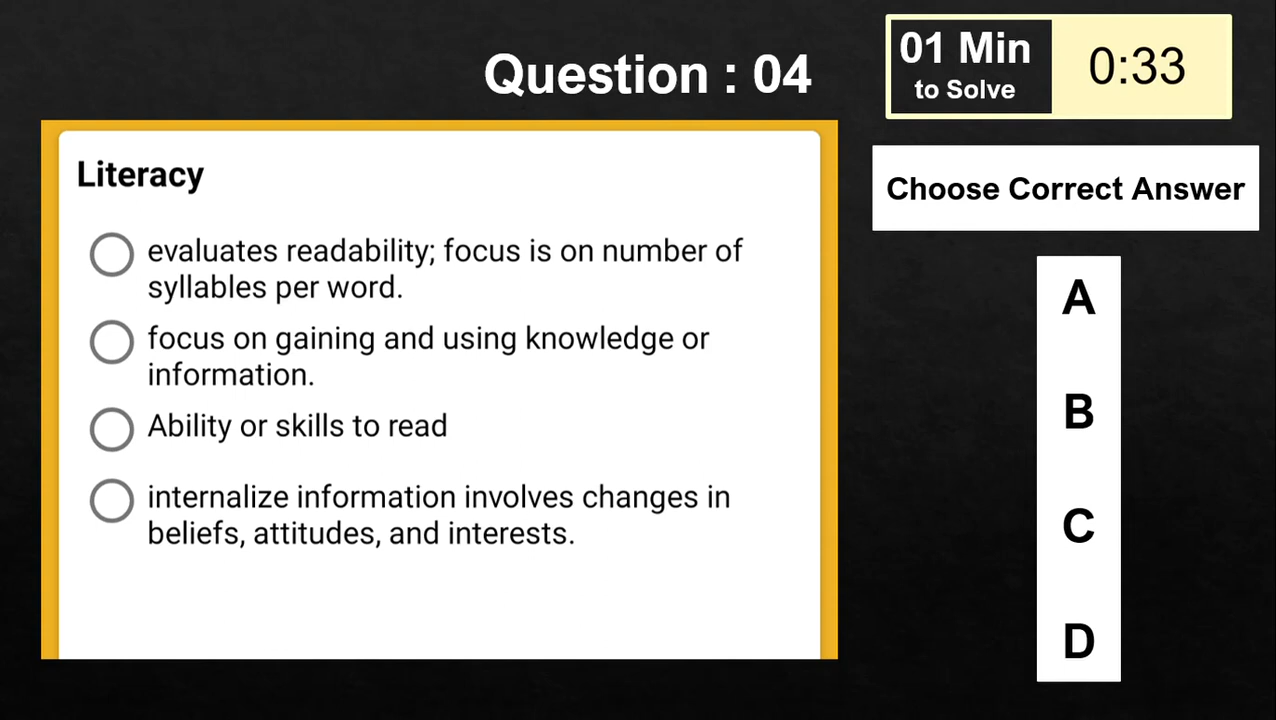 Question : 04
01 Min
to Solve
0:33
Literacy
evaluates readability; focus is on number of
syllables per word.
focus on gaining and using knowledge or
information.
Ability or skills to read
internalize information involves changes in
beliefs, attitudes, and interests.
Choose Correct Answer
A
B
C
D